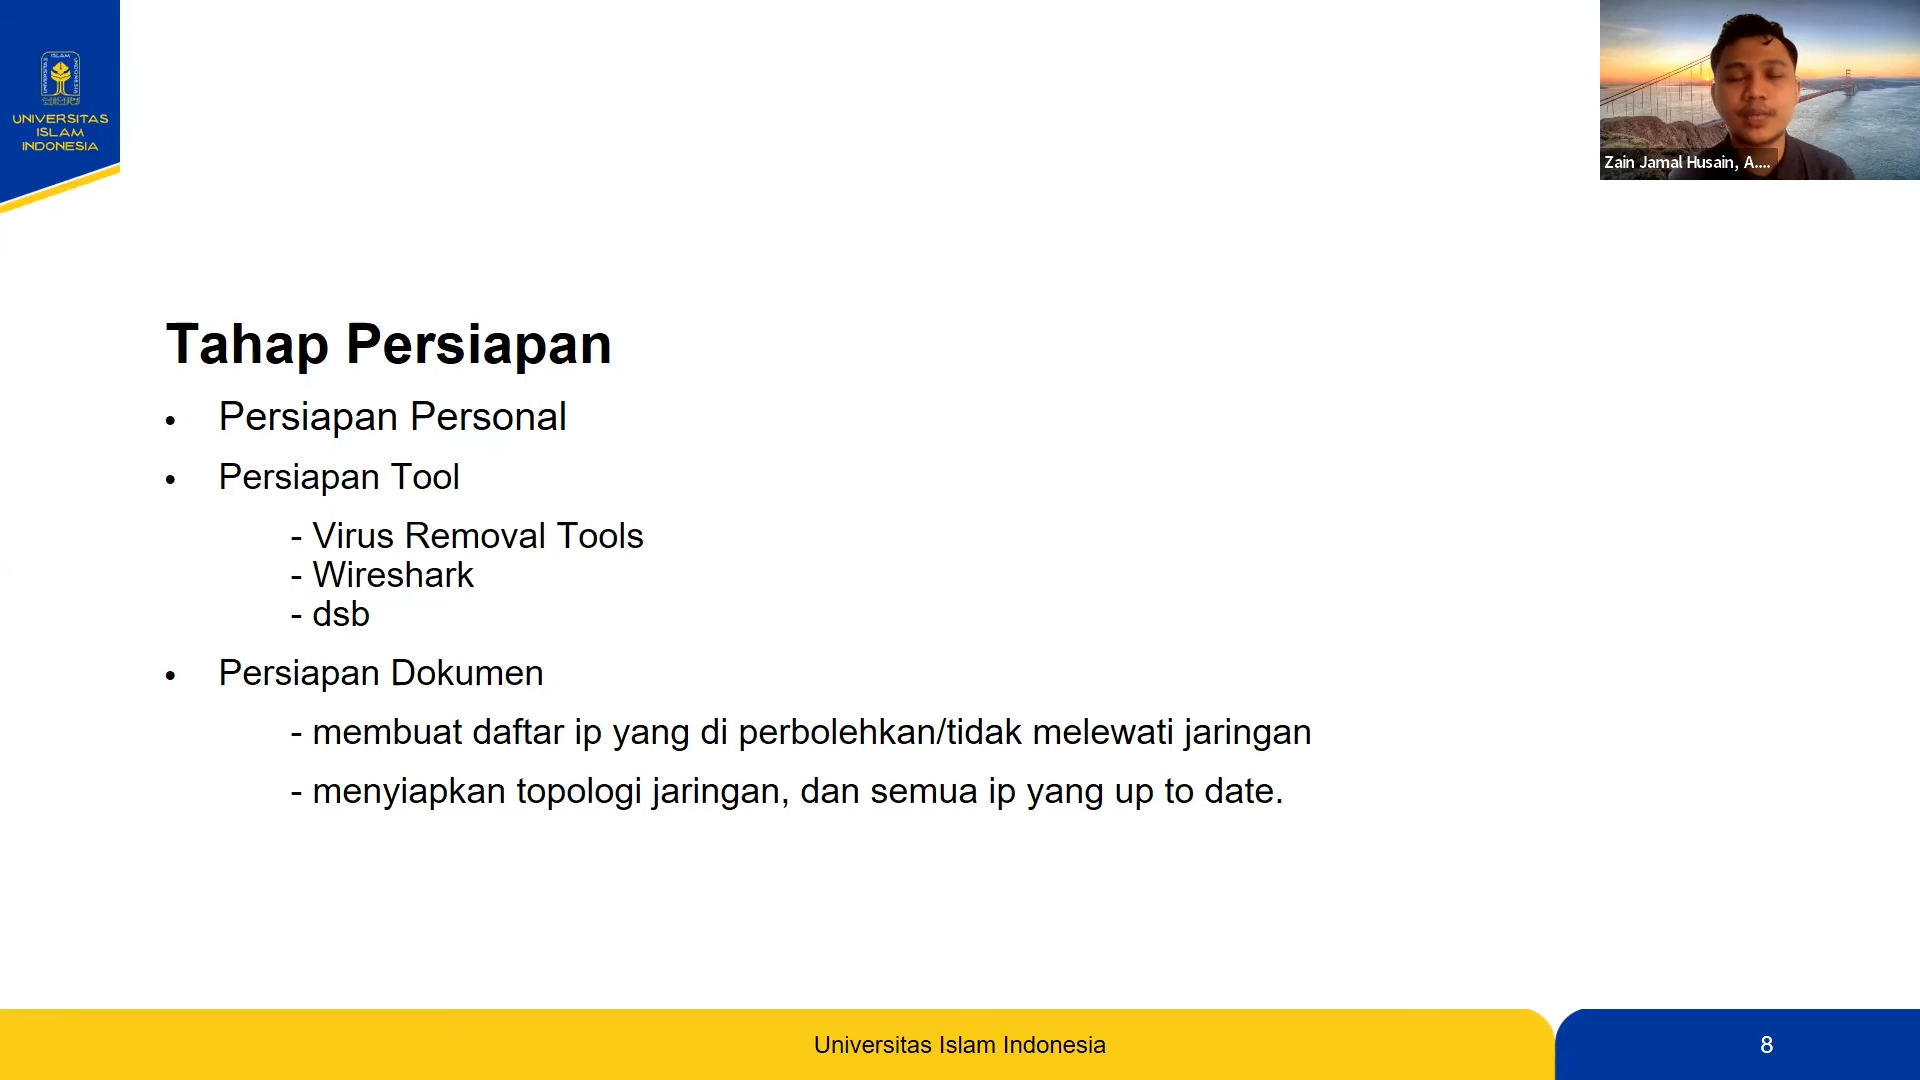 UNIVERSITAS
ISLAM
INDONESIA
Zain Jamal Husain, A....
Tahap Persiapan
• Persiapan Personal
• Persiapan Tool
- Virus Removal Tools
- Wireshark
- dsb
• Persiapan Dokumen
- membuat daftar ip yang di perbolehkan/tidak melewati jaringan
- menyiapkan topologi jaringan, dan semua ip yang up to date.
Universitas Islam Indonesia
8